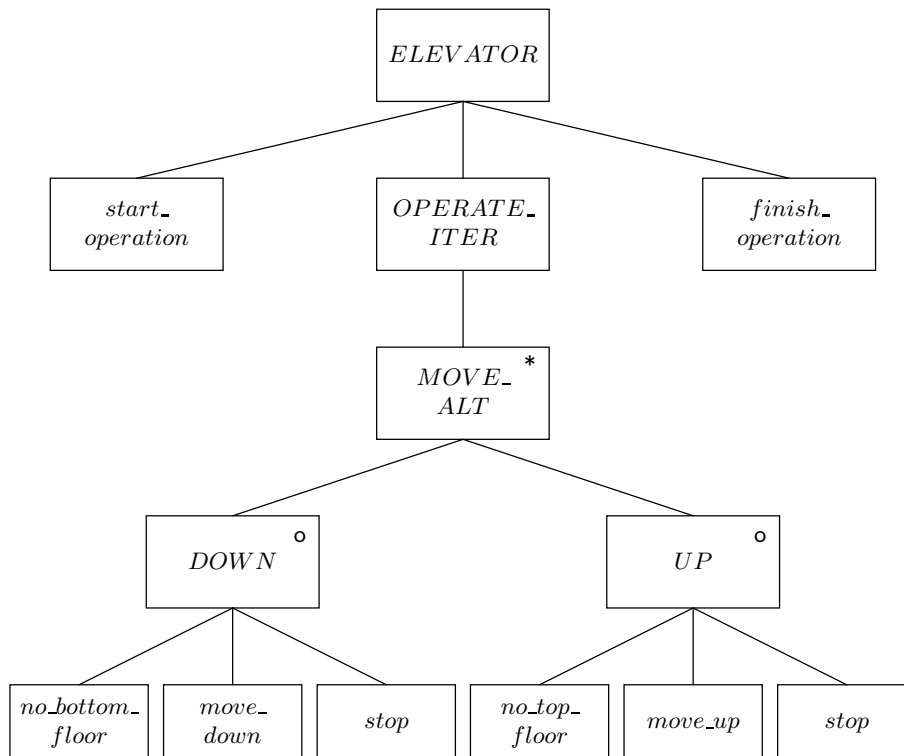 ELEVATOR
start_
operation
OPERATE_
ITER
finish_
operation
*
MOVE_
ALT
o
DOWN
o
UP
no_bottom_
floor
move_
down
stop
no_top_
floor
move_up
stop